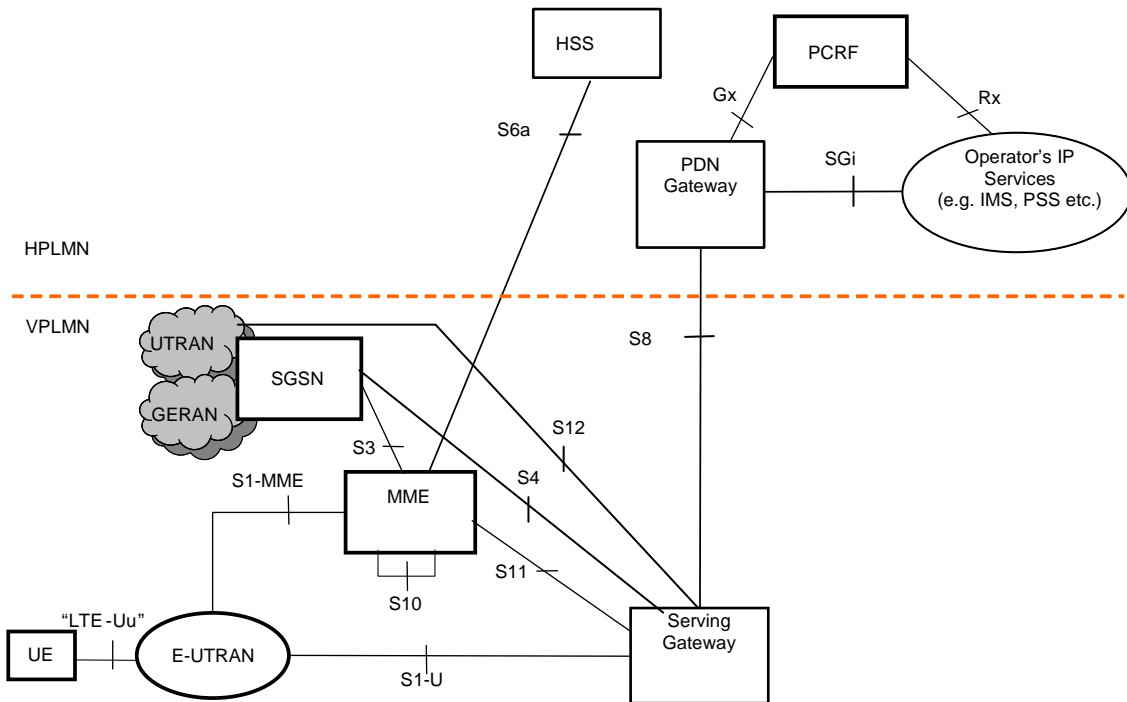 HSS
PCRF
Gx
Rx
S6a
PDN
Gateway
SGi
Operator's IP
Services
(e.g. IMS, PSS etc.)
HPLMN
VPLMN
UTRAN
SGSN
GERAN
S8
S3
S12
S4
S1-MME
MME
S11
S10
"LTE-Uu"
UE
E-UTRAN
S1-U
Serving
Gateway